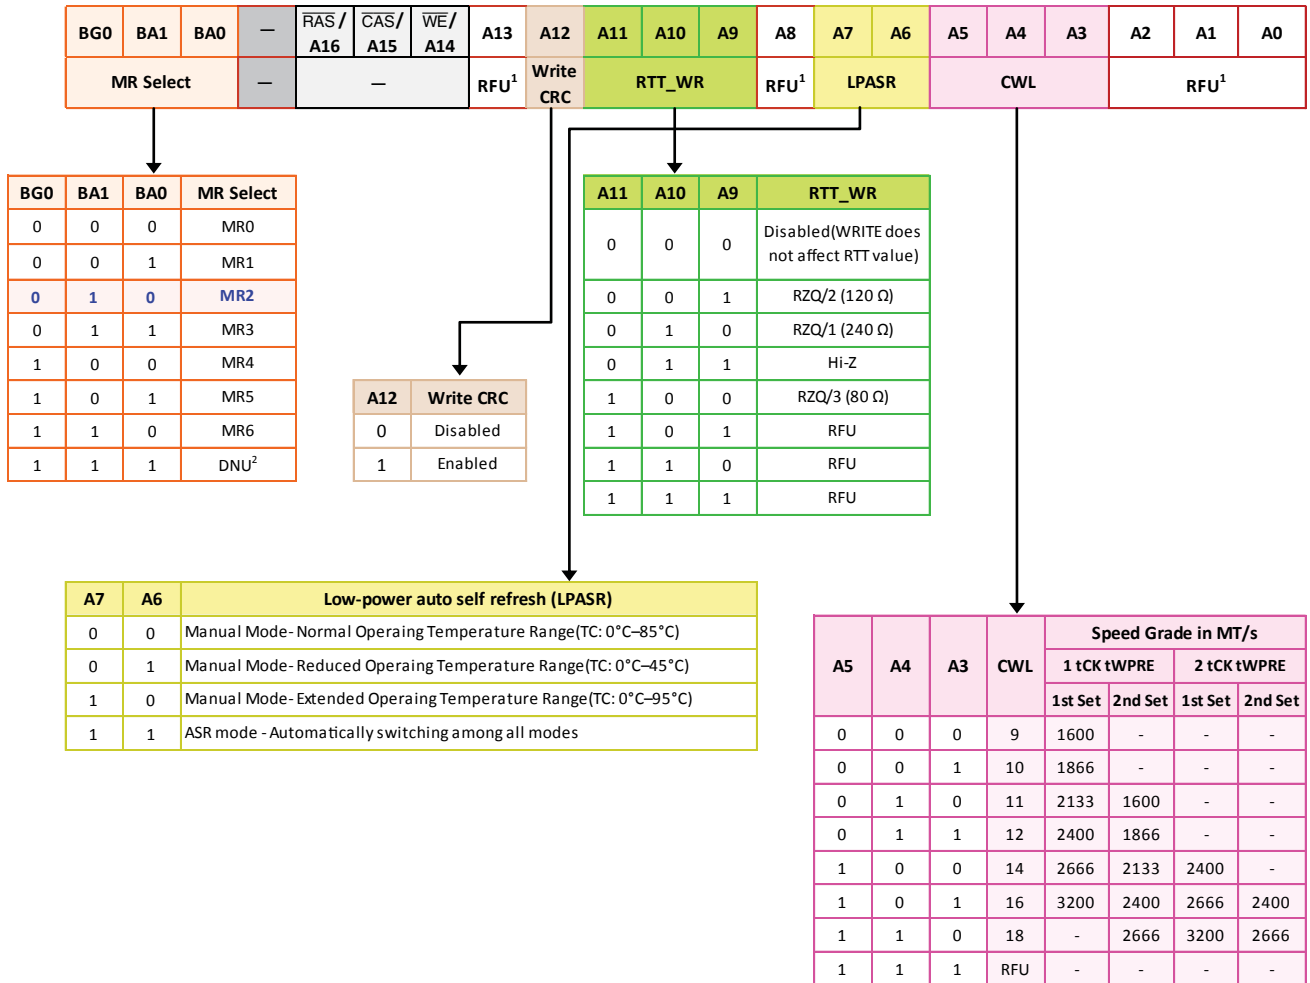 BG0 BA1 BA0 — RAS/ CAS/ WE/ A13 A12 A11 A10 A9 A8 A7 A6 A5 A4 A3 A2 A1 A0
A16 A15 A14
MR Select — — RFU¹ Write CRC RTT_WR RFU¹ LPASR CWL RFU¹
BG0 BA1 BA0 MR Select
0 0 0 MR0
0 0 1 MR1
0 1 0 MR2
0 1 1 MR3
1 0 0 MR4
1 0 1 MR5
1 1 0 MR6
1 1 1 DNU²
A12 Write CRC
0 Disabled
1 Enabled
A11 A10 A9 RTT_WR
0 0 0 Disabled(WRITE does
not affect RTT value)
0 0 1 RZQ/2 (120 Ω)
0 1 0 RZQ/1 (240 Ω)
0 1 1 Hi-Z
1 0 0 RZQ/3 (80 Ω)
1 0 1 RFU
1 1 0 RFU
1 1 1 RFU
A7 A6 Low-power auto self refresh (LPASR)
0 0 Manual Mode- Normal Operaing Temperature Range(TC: 0°C–85°C)
0 1 Manual Mode- Reduced Operaing Temperature Range(TC: 0°C–45°C)
1 0 Manual Mode- Extended Operaing Temperature Range(TC: 0°C–95°C)
1 1 ASR mode - Automatically switching among all modes
A5 A4 A3 CWL Speed Grade in MT/s
1 tCK tWPRE 2 tCK tWPRE
1st Set 2nd Set 1st Set 2nd Set
0 0 0 9 1600 - - -
0 0 1 10 1866 - - -
0 1 0 11 2133 1600 - -
0 1 1 12 2400 1866 - -
1 0 0 14 2666 2133 2400 -
1 0 1 16 3200 2400 2666 2400
1 1 0 18 - 2666 3200 2666
1 1 1 RFU - - - -